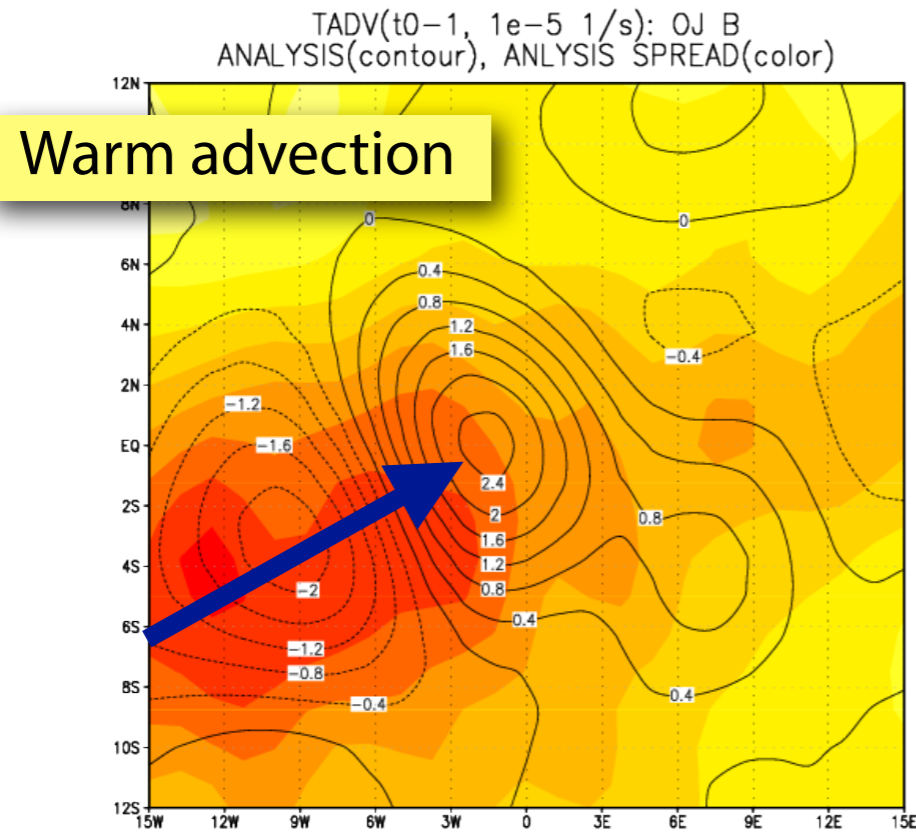 TADV(t0-1, 1e-5 1/s): OJ B
ANALYSIS(contour), ANLYSIS SPREAD(color)
12N
Warm advection
8N
0
0
6N
0.4
0.8
4N
1.2
1.6
-0.4
2N
-1.2
EQ
-1.6
2.4
2S
2
0.8
1.6
4S
1.2
-2
0.8
0.4
6S
-1.2
-0.8
8S
-0.4
0.4
10S
12S
15W 12W 9W 6W 3W 0 3E 6E 9E 12E 15E